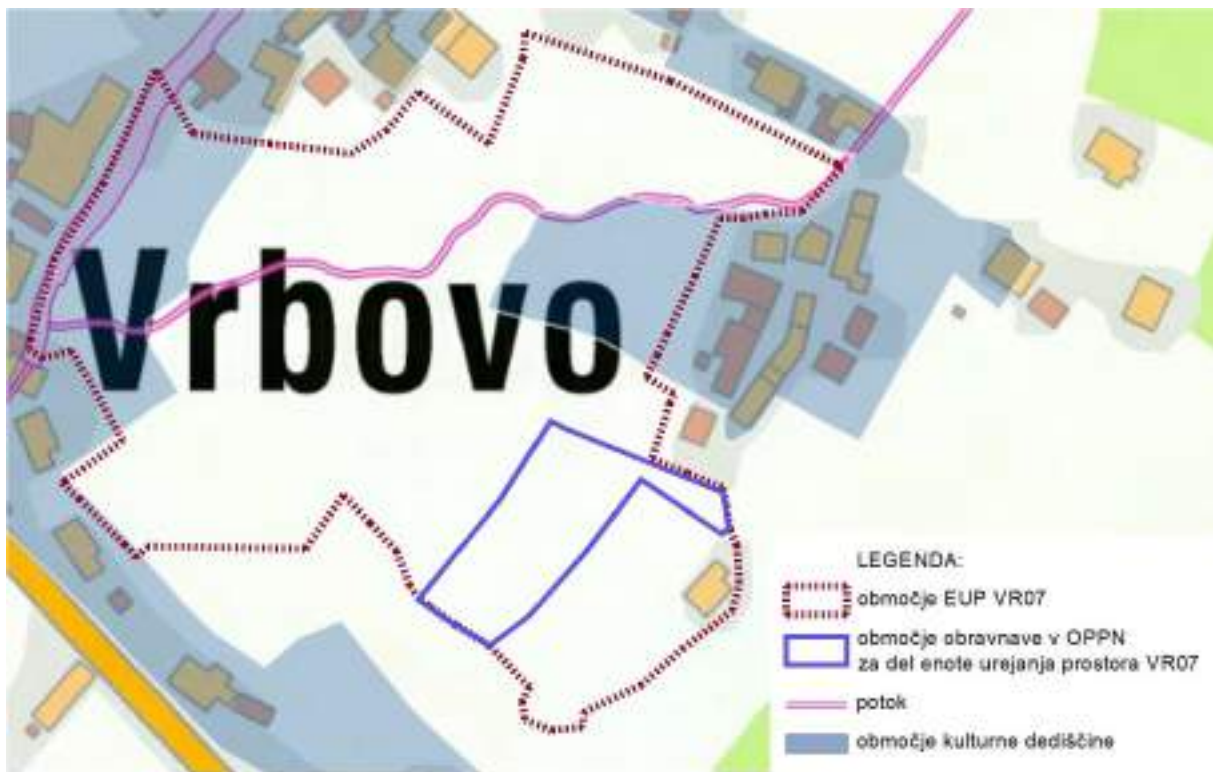 Vrbovo
LEGENDA:
območje EUP VR07
območje obravnave v OPPN
za del enote urejanja prostora VR07
potok
območje kulturne dediščine